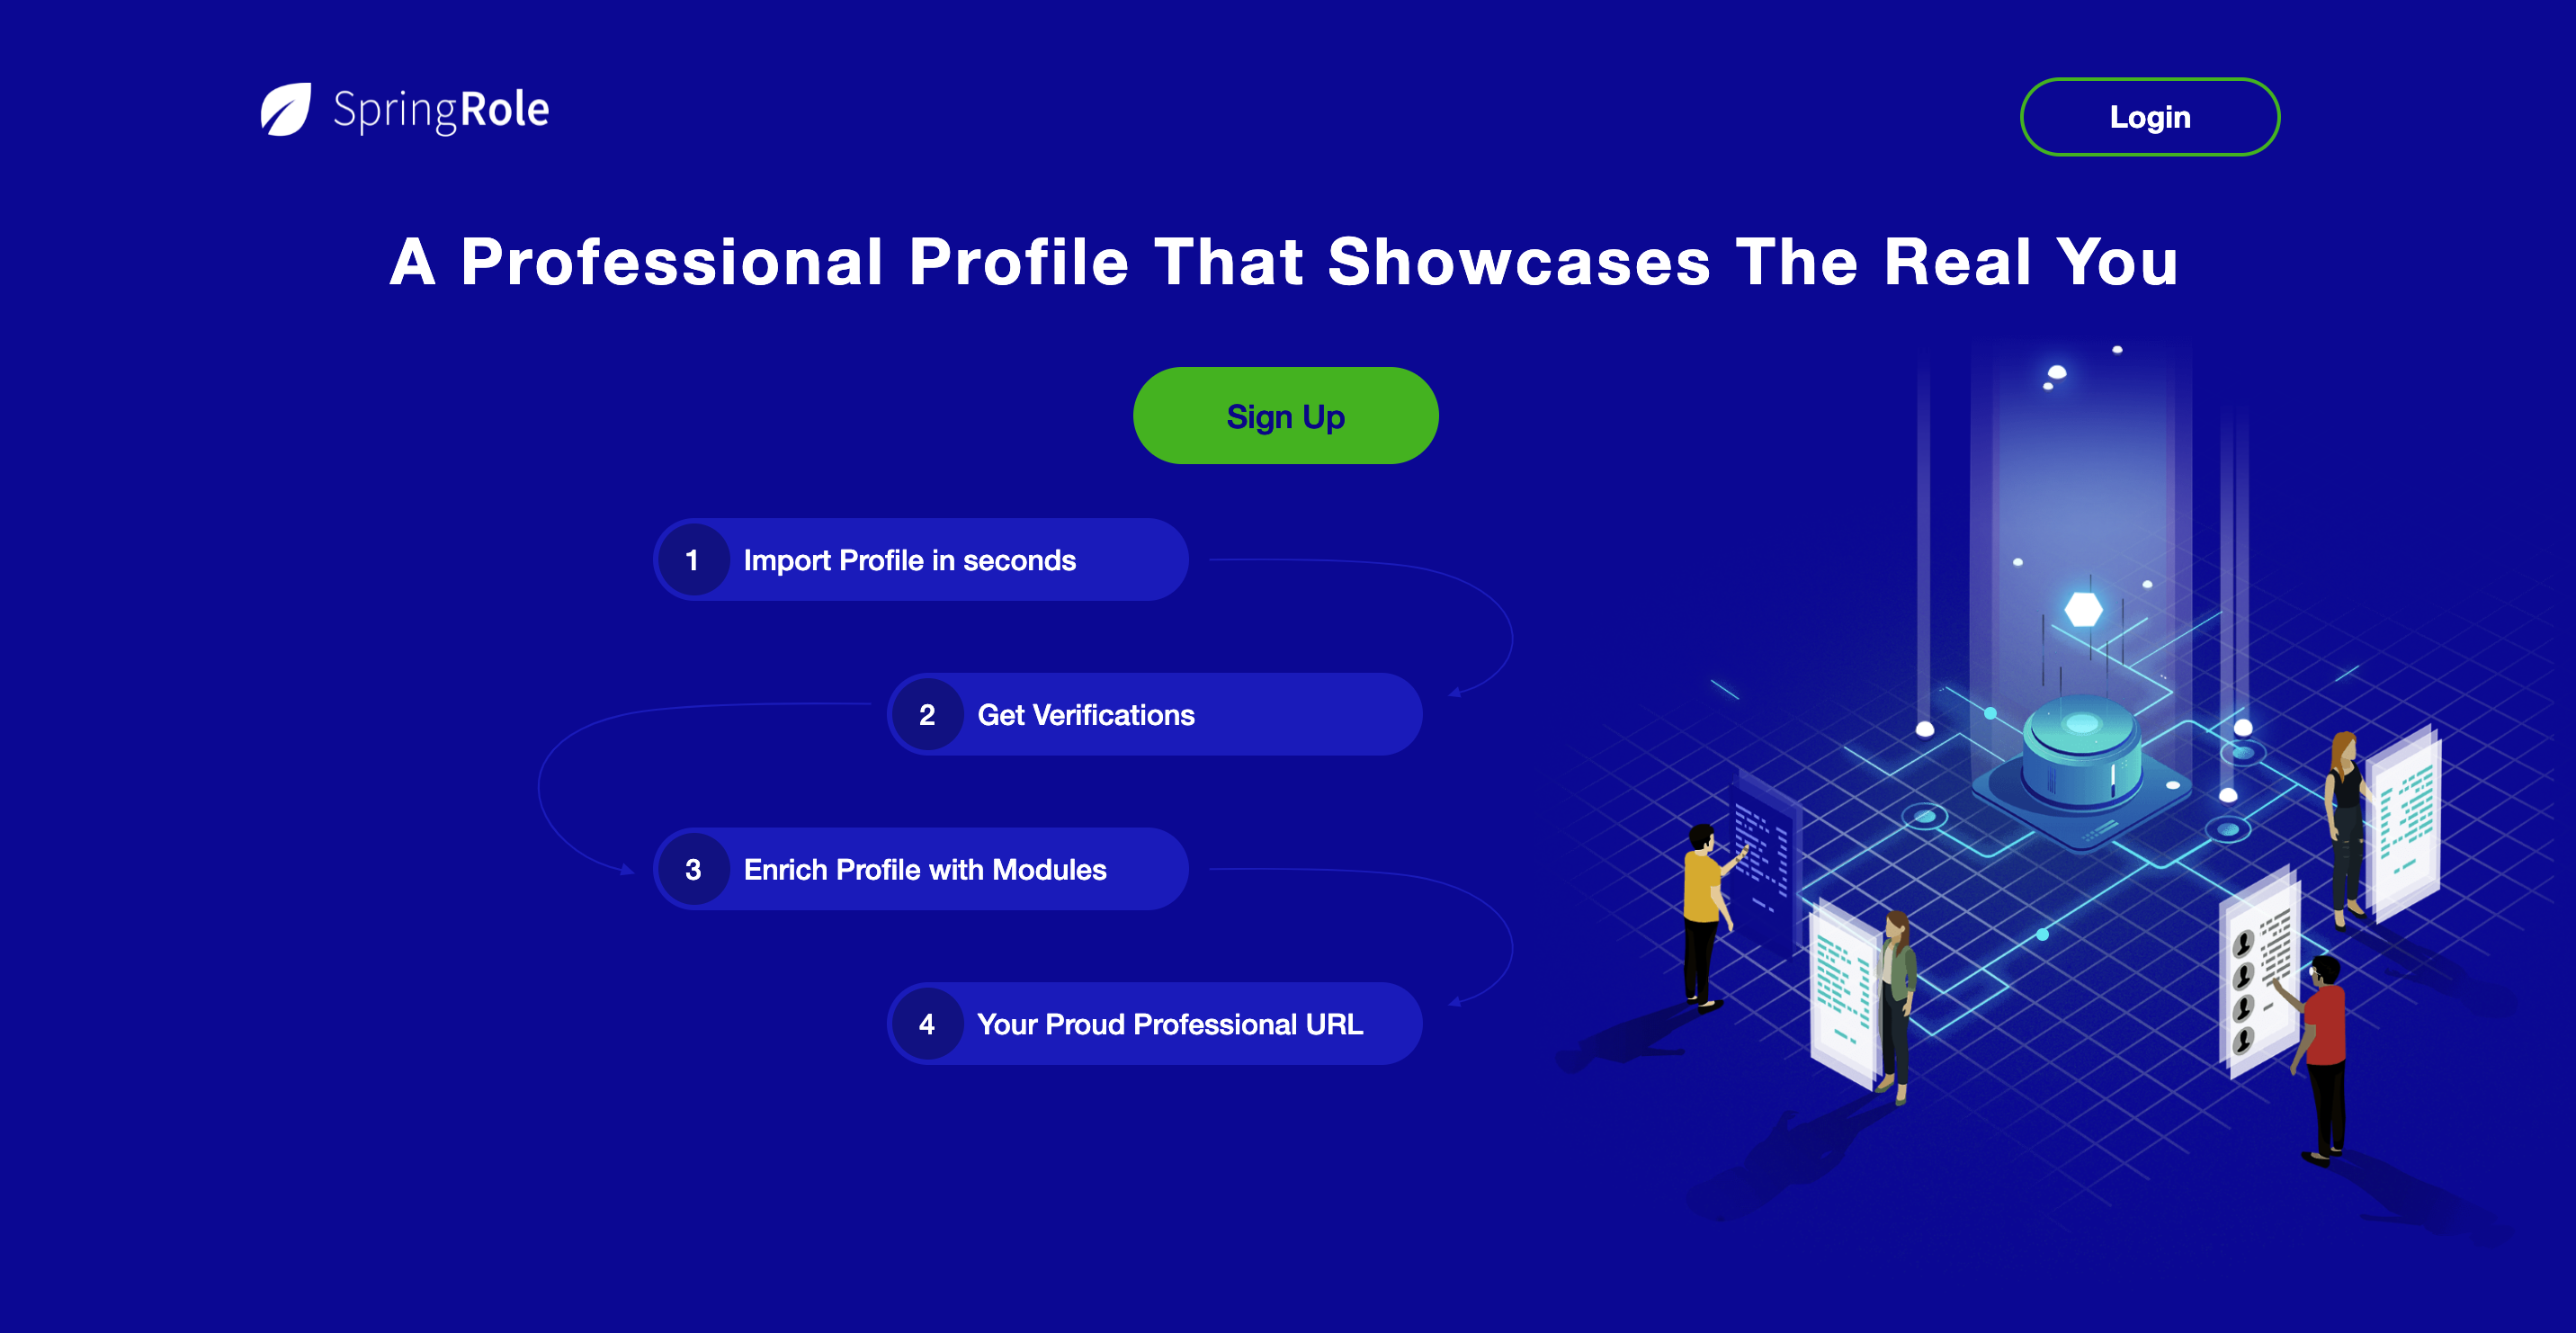 SpringRole
Login
A Professional Profile That Showcases The Real You
Sign Up
1 Import Profile in seconds
2 Get Verifications
3 Enrich Profile with Modules
4 Your Proud Professional URL